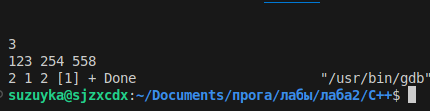 3
123 254 558
2 1 2 [1] + Done "/usr/bin/gdb"
suzuyka@sjzxcdx:~/Documents/прога/лабы/лаба2/C++$